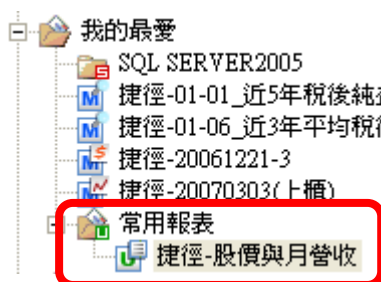 我的最愛
SQL SERVER2005
捷徑-01-01_近5年稅後純
捷徑-01-06_近3年平均稅
捷徑-20061221-3
捷徑-20070303(上櫃)
常用報表
捷徑-股價與月營收